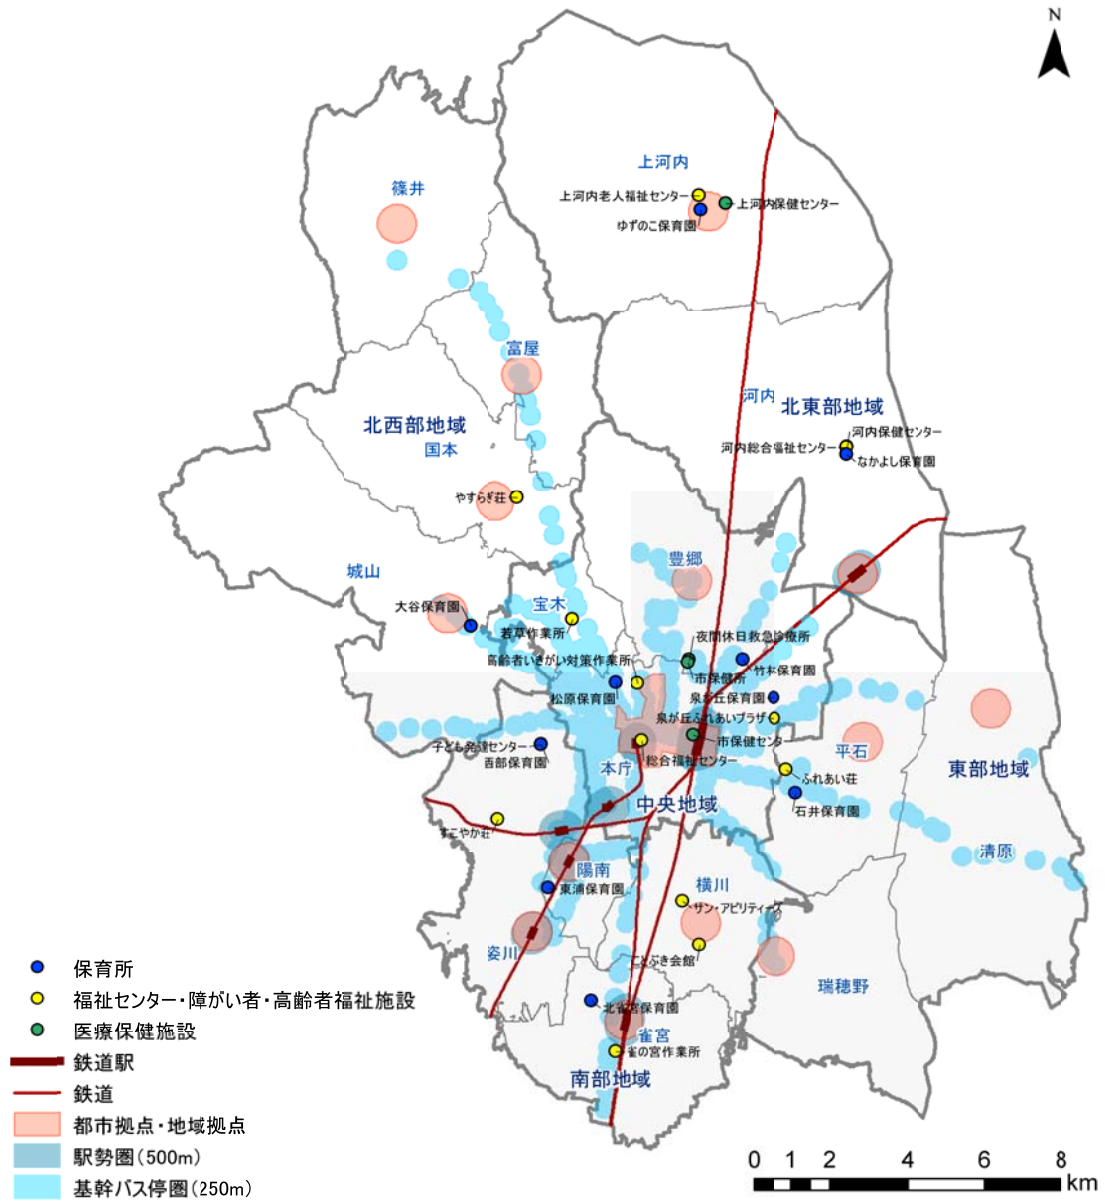 N
上河内
上河内老人福祉センター
上河内保健センター
ゆずのこ保育園
篠井
富屋
北西部地域
国本
河内
北東部地域
河内保健センター
河内総合福祉センター
なかよし保育園
やすらぎ荘
豊郷
城山
大谷保育園
宝木
若草作業所
夜間休日救急診療所
高齢者いきがい対策作業所
竹林保育園
市保健所
松原保育園
泉が丘保育園
泉が丘ふれあいプラザ
市保健センター
子ども発達センター
西部保育園
総合福祉センター
本庁
平石
ふれあい荘
東部地域
中央地域
石井保育園
すこやか荘
清原
陽南
東浦保育園
横川
サン・アビリティーズ
姿川
ことぶき会館
瑞穂野
北雀宮保育園
雀宮
雀の宮作業所
南部地域
保育所
福祉センター・障がい者・高齢者福祉施設
医療保健施設
鉄道駅
鉄道
都市拠点・地域拠点
駅勢圏(500m)
基幹バス停圏(250m)
0 1 2 4 6 8
km